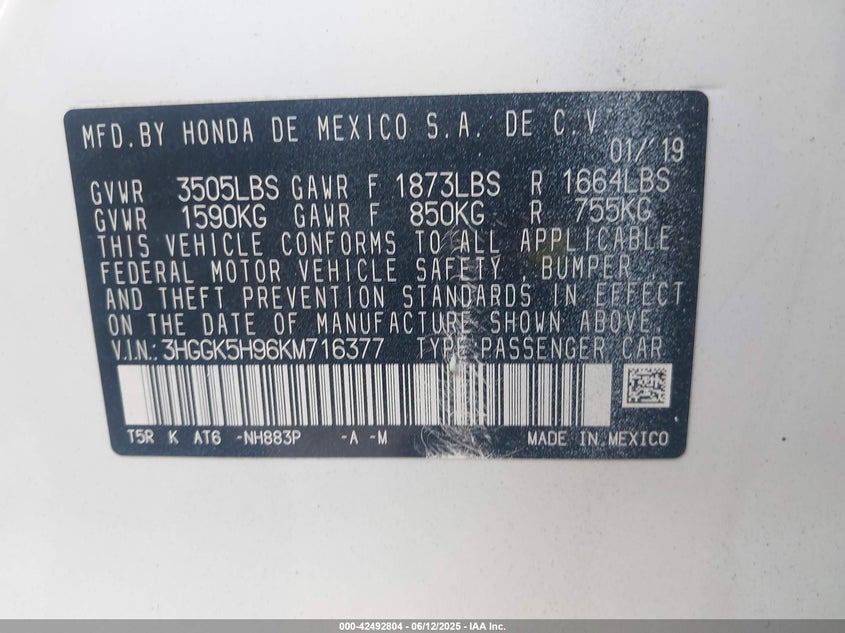 MFD.BY HONDA DE MEXICO S.A. DE C.V
01/'19
GVWR 3505LBS GAWR F 1873LBS R 1664LBS
GVWR 1590KG GAWR F 850KG R 755KG
THIS VEHICLE CONFORMS TO ALL APPLICABLE
FEDERAL MOTOR VEHICLE SAFETY , BUMPER
AND THEFT PREVENTION STANDARDS IN EFFECT
ON THE DATE OF MANUFACTURE SHOWN ABOVE.
V.I.N.: 3HGGK5H96KM716377 TYPE:PASSENGER CAR
T5R K AT6 -NH883P -A -M MADE IN MEXICO
000-42492804 / 06/12/2025 / IAA Inc.